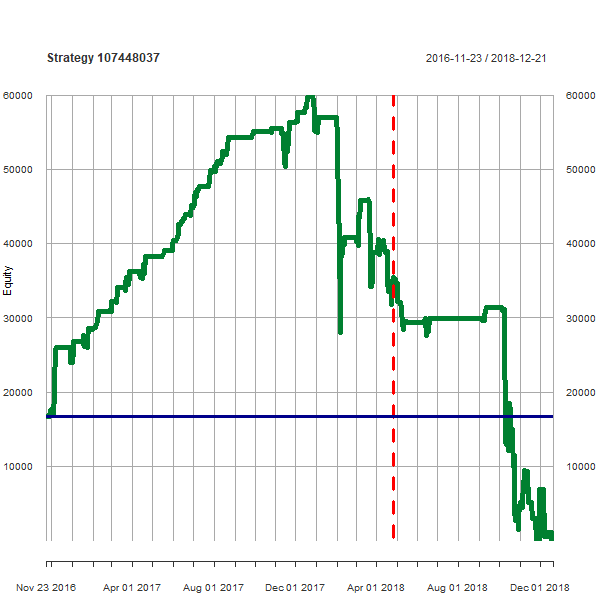 Strategy 107448037
2016-11-23 / 2018-12-21
60000
60000
50000
50000
40000
40000
Equity
30000
30000
20000
20000
10000
10000
Nov 23 2016
Apr 01 2017
Aug 01 2017
Dec 01 2017
Apr 01 2018
Aug 01 2018
Dec 01 2018